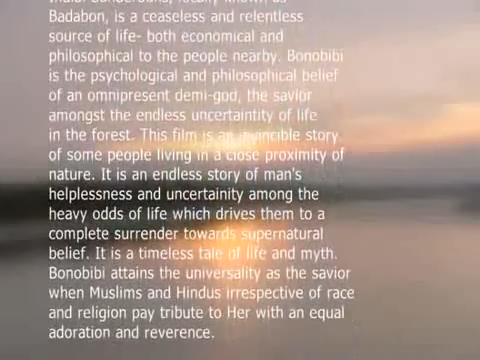 Badabon, is a ceaseless and relentless
source of life- both economical and
philosophical to the people nearby. Bonobibi
is the psychological and philosophical belief
of an omnipresent demi-god, the savior
amongst the endless uncertaintity of life
in the forest. This film is an invincible story
of some people living in a close proximity of
nature. It is an endless story of man's
helplessness and uncertainity among the
heavy odds of life which drives them to a
complete surrender towards supernatural
belief. It is a timeless tale of life and myth.
Bonobibi attains the universality as the savior
when Muslims and Hindus irrespective of race
and religion pay tribute to Her with an equal
adoration and reverence.